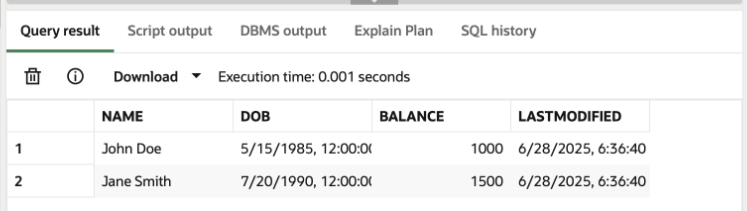 Query result Script output DBMS output Explain Plan SQL history
Download Execution time: 0.001 seconds
NAME DOB BALANCE LASTMODIFIED
1 John Doe 5/15/1985, 12:00:00 1000 6/28/2025, 6:36:40
2 Jane Smith 7/20/1990, 12:00:00 1500 6/28/2025, 6:36:40